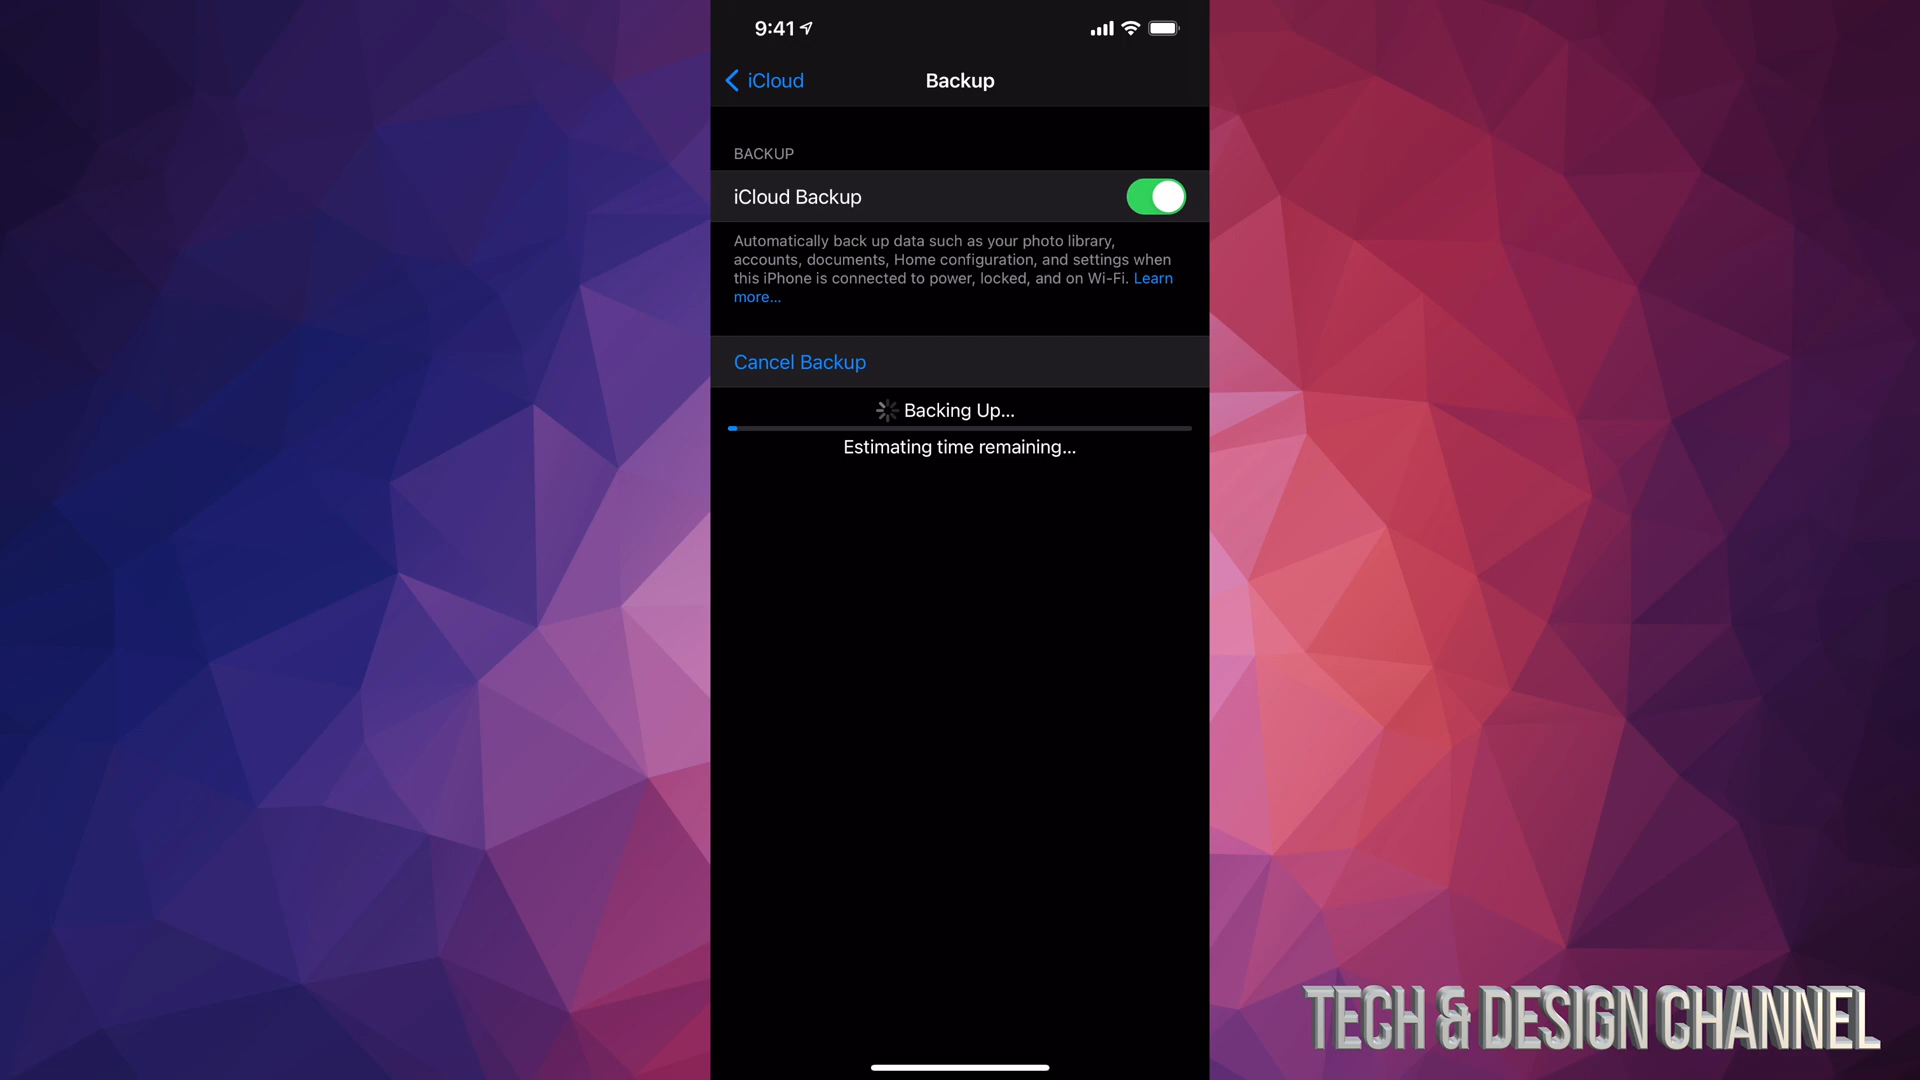 9:41
iCloud
Backup
BACKUP
iCloud Backup
Automatically back up data such as your photo library,
accounts, documents, Home configuration, and settings when
this iPhone is connected to power, locked, and on Wi-Fi. Learn
more...
Cancel Backup
Backing Up...
Estimating time remaining...
TECH & DESIGN CHANNEL